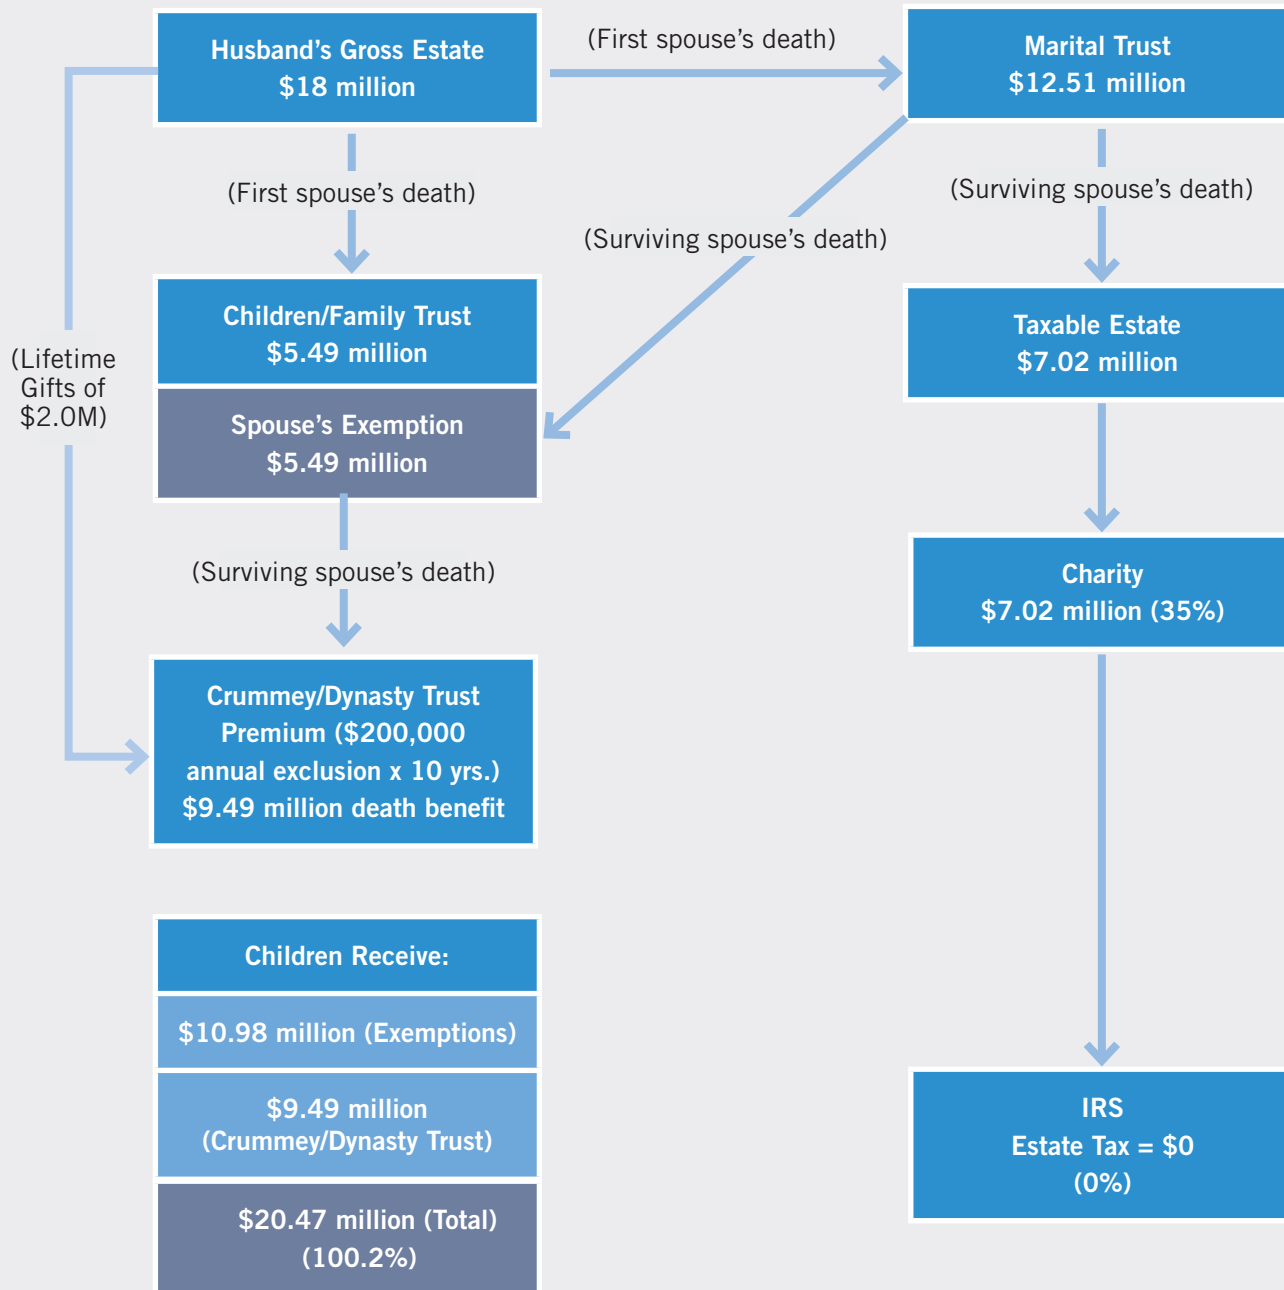 Husband's Gross Estate
$18 million
(First spouse's death)
Marital Trust
$12.51 million
(First spouse's death)
(Surviving spouse's death)
(Surviving spouse's death)
(Lifetime
Gifts of
$2.0M)
Children/Family Trust
$5.49 million
Spouse's Exemption
$5.49 million
Taxable Estate
$7.02 million
(Surviving spouse's death)
Charity
$7.02 million (35%)
Crummey/Dynasty Trust
Premium ($200,000
annual exclusion x 10 yrs.)
$9.49 million death benefit
Children Receive:
$10.98 million (Exemptions)
$9.49 million
(Crummey/Dynasty Trust)
$20.47 million (Total)
(100.2%)
IRS
Estate Tax = $0
(0%)